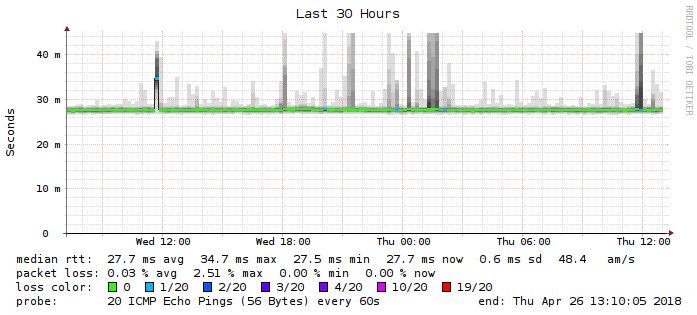 Last 30 Hours
RRDTOOL / TOBI OETIKER
Seconds
40 m
30 m
20 m
10 m
0
Wed 12:00 Wed 18:00 Thu 00:00 Thu 06:00 Thu 12:00
median rtt: 27.7 ms avg 34.7 ms max 27.5 ms min 27.7 ms now 0.6 ms sd 48.4 am/s
packet loss: 0.03 % avg 2.51 % max 0.00 % min 0.00 % now
loss color: 0 1/20 2/20 3/20 4/20 10/20 19/20
probe: 20 ICMP Echo Pings (56 Bytes) every 60s end: Thu Apr 26 13:10:05 2018